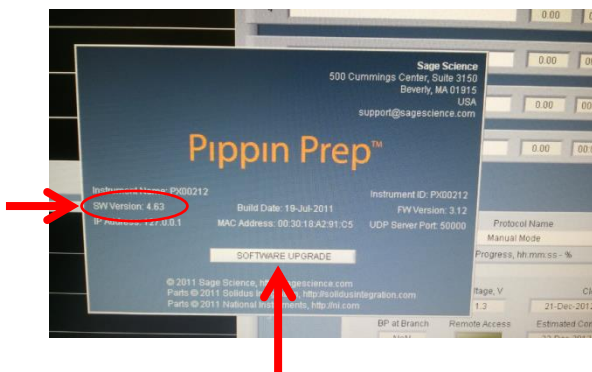 0.00
Sage Science
500 Cummings Center, Suite 3150
Beverly, MA 01915
USA
support@sagescience.com
0.00
0.00
0.00
Pippin Prep™
Instrument Name: PX00212
Instrument ID: PX00212
SW Version: 4.63
Build Date: 19-Jul-2011
FW Version: 3.12
IP Address: 127.0.0.1
MAC Address: 00:30:18:A2:91:C5
UDP Server Port: 50000
Protocol Name
Manual Mode
SOFTWARE UPGRADE
Progress, hh:mm:ss - %
© 2011 Sage Science,
Parts © 2011 Solidus http://solidusintegration.com
Parts © 2011 National Instruments, http://ni.com
1.3
21-Dec-2012
BP at Branch
Remote Access
Estimated